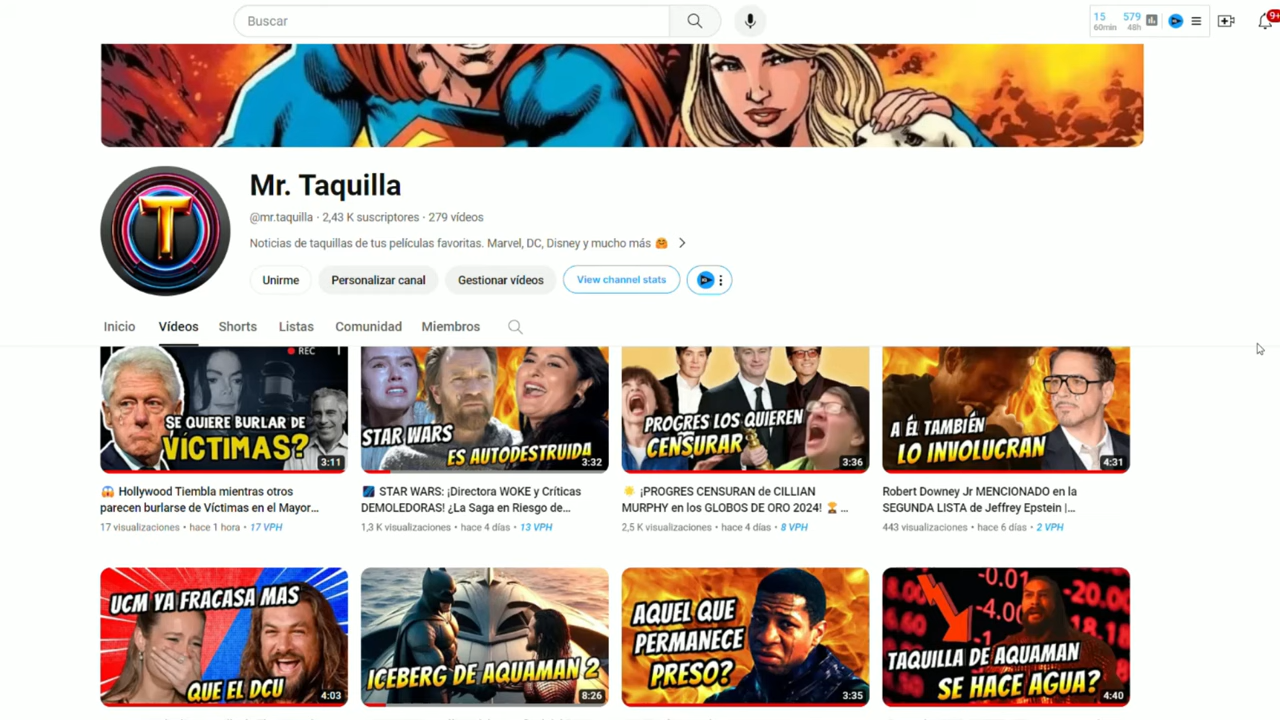 Buscar
15 579
60min 48h
9+
Mr. Taquilla
@mr.taquilla · 2,43 K suscriptores · 279 vídeos
Noticias de taquillas de tus películas favoritas. Marvel, DC, Disney y mucho más 🤗
Unirme Personalizar canal Gestionar vídeos View channel stats
Inicio Vídeos Shorts Listas Comunidad Miembros
REC
SE QUIERE BURLAR DE
VÍCTIMAS?
3:11
STAR WARS
ES AUTODESTRUIDA
3:32
PROGRES LOS QUIEREN
CENSURAR
3:36
A ÉL TAMBIÉN
LO INVOLUCRAN
4:31
😱 Hollywood Tiembla mientras otros
parecen burlarse de Víctimas en el Mayor...
17 visualizaciones · hace 1 hora · 17 VPH
🌌 STAR WARS: ¡Directora WOKE y Críticas
DEMOLEDORAS! ¿La Saga en Riesgo de...
1,3 K visualizaciones · hace 4 días · 13 VPH
🌟 ¡PROGRES CENSURAN de CILLIAN
MURPHY en los GLOBOS DE ORO 2024! 🏆 ...
2,5 K visualizaciones · hace 4 días · 8 VPH
Robert Downey Jr MENCIONADO en la
SEGUNDA LISTA de Jeffrey Epstein |...
443 visualizaciones · hace 6 días · 2 VPH
UCM YA FRACASA MAS
QUE EL DCU
4:03
ICEBERG DE AQUAMAN 2
8:26
AQUEL QUE
PERMANECE
PRESO?
3:35
-0.01
-4.00
-20.00
18.18
TAQUILLA DE AQUAMAN
SE HACE AGUA?
4:40